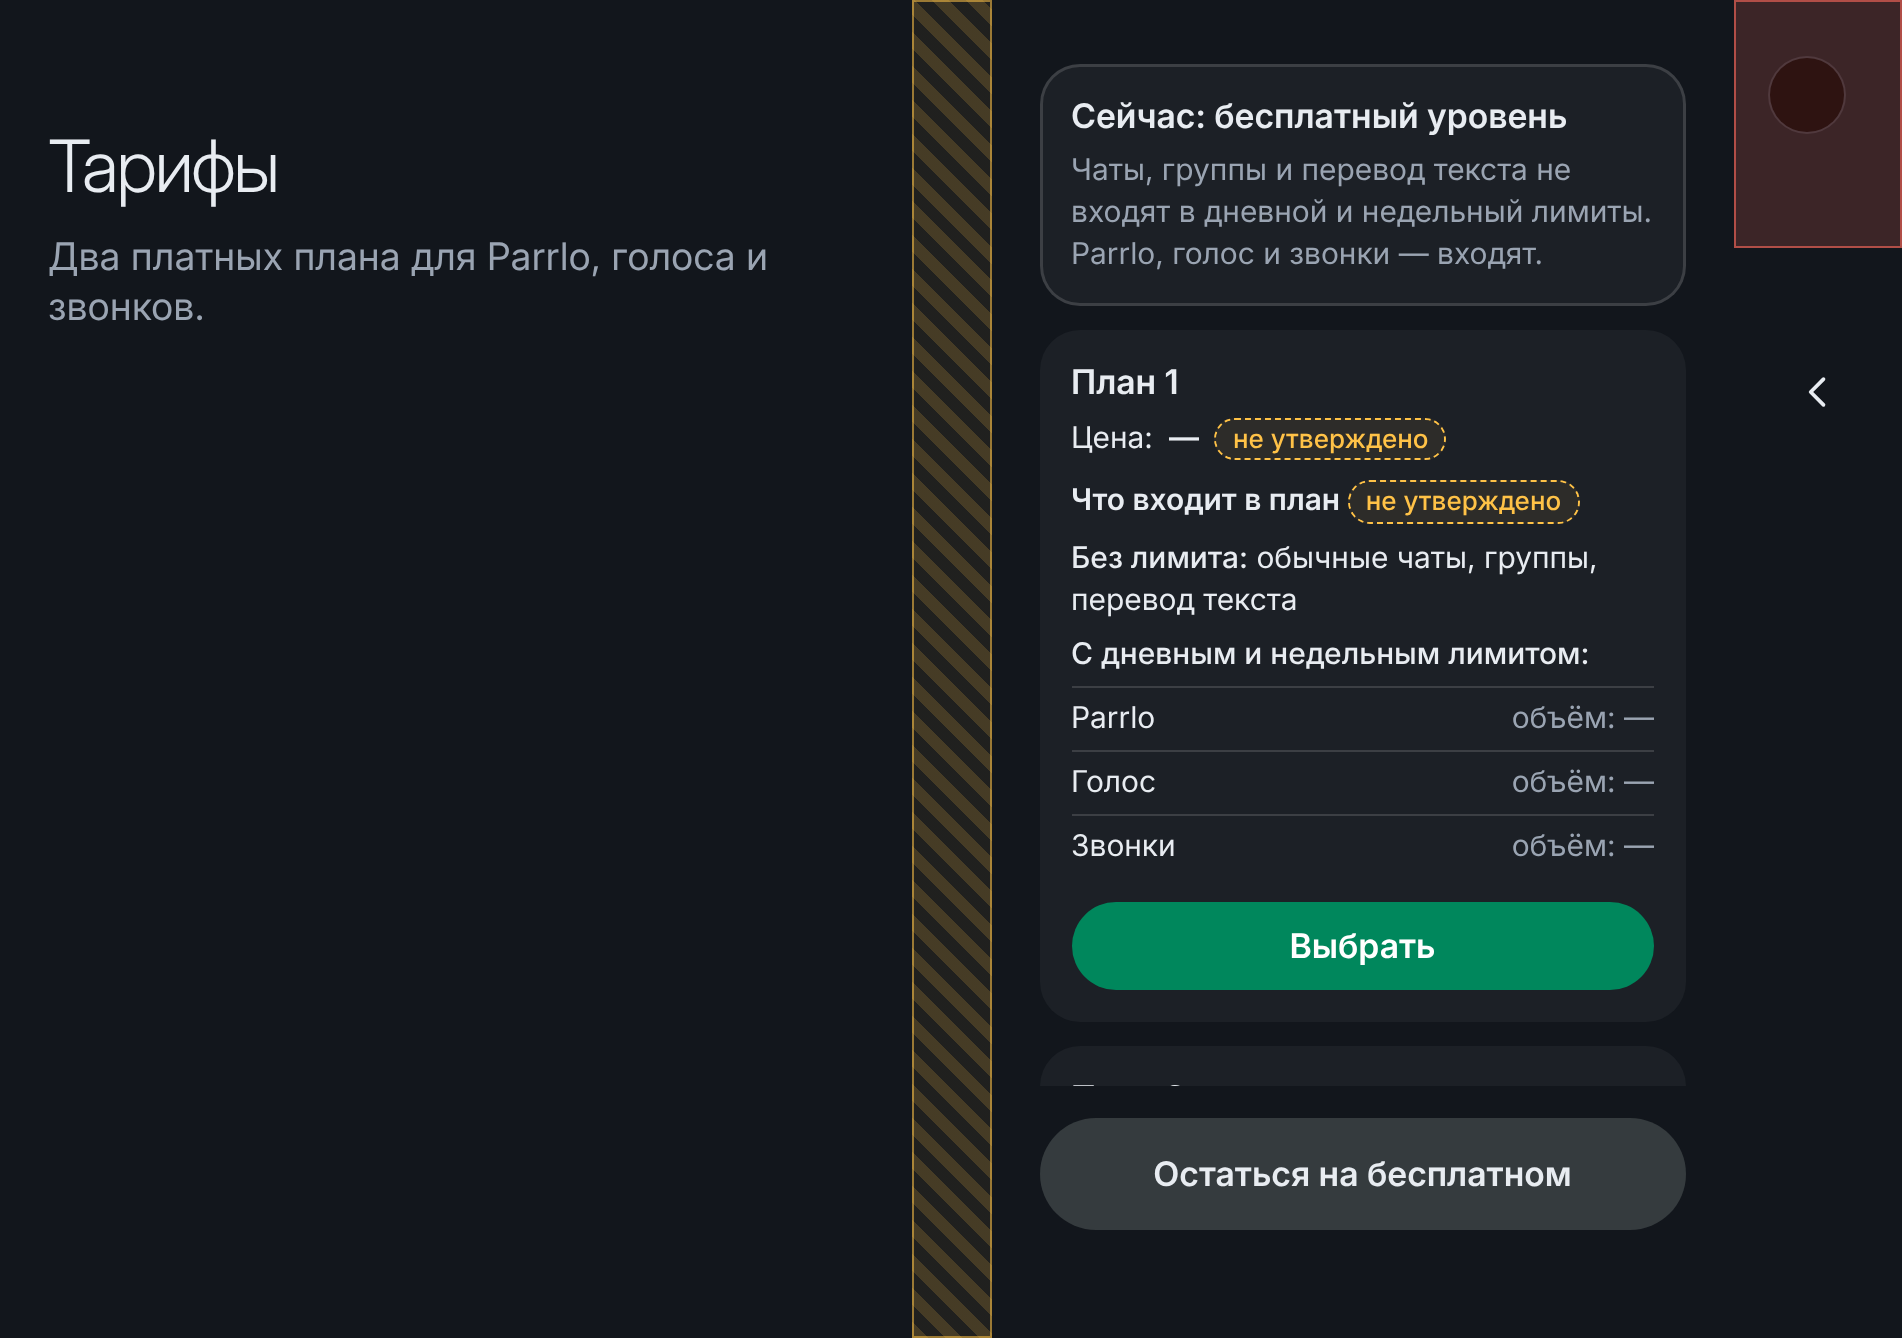 Тарифы
Два платных плана для Parrlo, голоса и
звонков.
Сейчас: бесплатный уровень
Чаты, группы и перевод текста не
входят в дневной и недельный лимиты.
Parrlo, голос и звонки — входят.
План 1
Цена: — не утверждено
Что входит в план не утверждено
Без лимита: обычные чаты, группы,
перевод текста
С дневным и недельным лимитом:
Parrlo объём: —
Голос объём: —
Звонки объём: —
Выбрать
Остаться на бесплатном